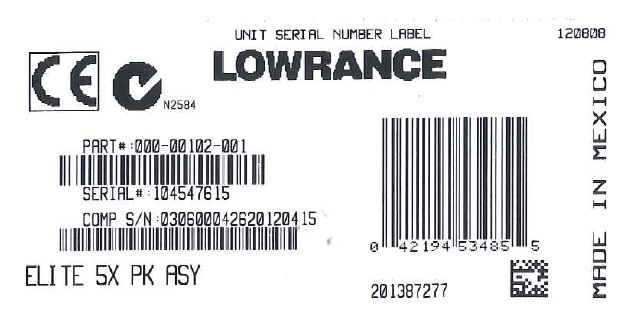 UNIT SERIAL NUMBER LABEL
120808
LOWRANCE
CE
N2584
PART#:000-00102-001
SERIAL#:104547615
COMP S/N:030600042620120415
0 42194 53485 5
ELITE 5X PK ASY
201387277
MADE IN MEXICO